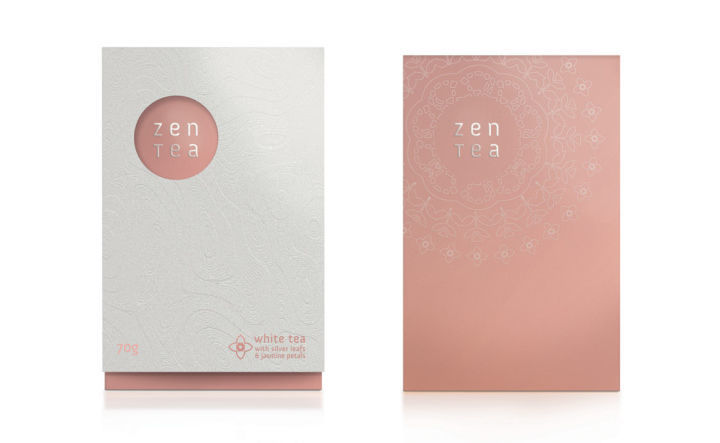 zen
Tea
70g
white tea
with silver leafs
& jasmine petals
zen
Tea